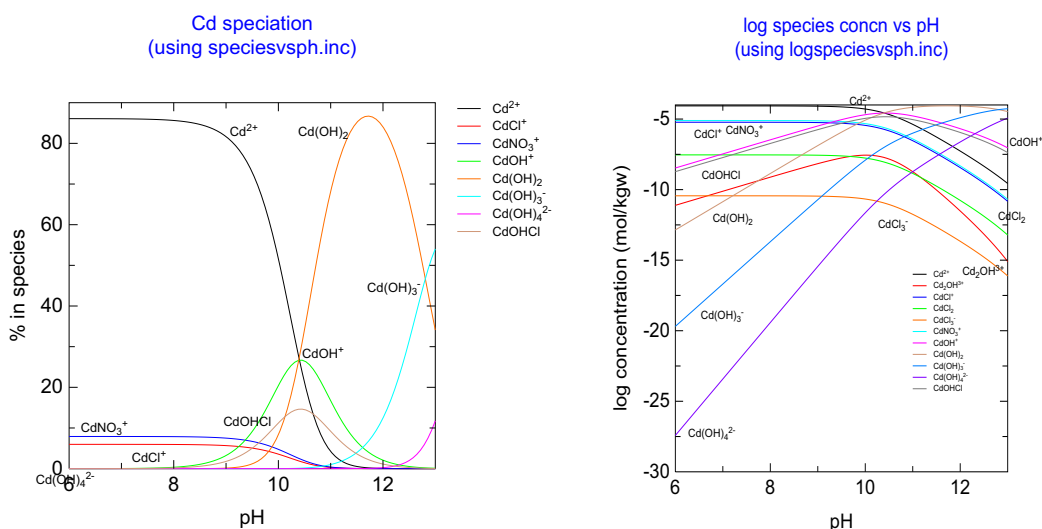 Cd speciation
(using speciesvsph.inc)
% in species
80
60
40
20
0
6
8
10
12
pH
Cd²⁺
Cd(OH)₂
Cd(OH)₃⁻
CdOH⁺
CdOHCl
CdNO₃⁺
CdCl⁺
Cd(OH)₄²⁻
Cd²⁺
CdCl⁺
CdNO₃⁺
CdOH⁺
Cd(OH)₂
Cd(OH)₃⁻
Cd(OH)₄²⁻
CdOHCl
log species concn vs pH
(using logspeciesvsph.inc)
log concentration (mol/kgw)
-5
-10
-15
-20
-25
-30
6
8
10
12
pH
Cd²⁺
CdCl⁺
CdNO₃⁺
CdOH⁺
CdOHCl
Cd(OH)₂
CdCl₃⁻
CdCl₂
Cd₂OH³⁺
Cd(OH)₃⁻
Cd(OH)₄²⁻
Cd²⁺
Cd₂OH³⁺
CdCl⁺
CdCl₂
CdCl₃⁻
CdNO₃⁺
CdOH⁺
Cd(OH)₂
Cd(OH)₃⁻
Cd(OH)₄²⁻
CdOHCl